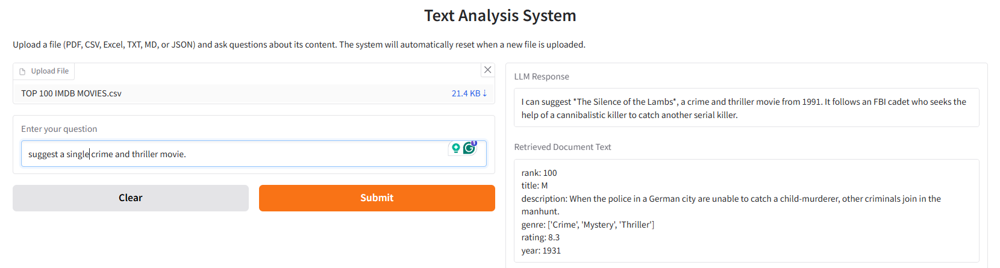 Text Analysis System
Upload a file (PDF, CSV, Excel, TXT, MD, or JSON) and ask questions about its content. The system will automatically reset when a new file is uploaded.
Upload File
TOP 100 IMDB MOVIES.csv
21.4 KB ↓
Enter your question
suggest a single crime and thriller movie.
1
Clear
Submit
LLM Response
I can suggest *The Silence of the Lambs*, a crime and thriller movie from 1991. It follows an FBI cadet who seeks the
help of a cannibalistic killer to catch another serial killer.
Retrieved Document Text
rank: 100
title: M
description: When the police in a German city are unable to catch a child-murderer, other criminals join in the
manhunt.
genre: ['Crime', 'Mystery', 'Thriller']
rating: 8.3
year: 1931